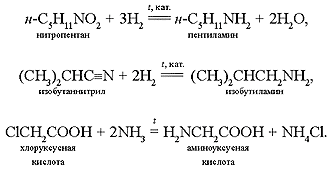 t, кат.
н-C₅H₁₁NO₂ + 3H₂ ═ н-C₅H₁₁NH₂ + 2H₂O,
нитропентан пентиламин
t, кат.
(CH₃)₂CHC≡N + 2H₂ ═ (CH₃)₂CHCH₂NH₂,
изобутаннитрил изобутиламин
t
ClCH₂COOH + 2NH₃ = H₂NCH₂COOH + NH₄Cl.
хлоруксусная аминоуксусная
кислота кислота